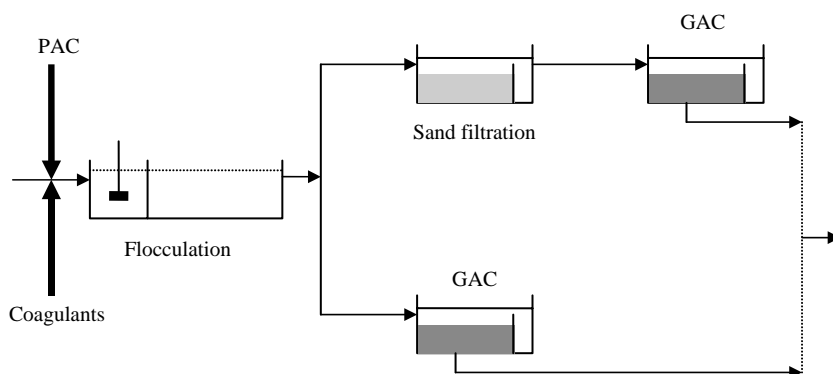 PAC
GAC
Sand filtration
Flocculation
GAC
Coagulants